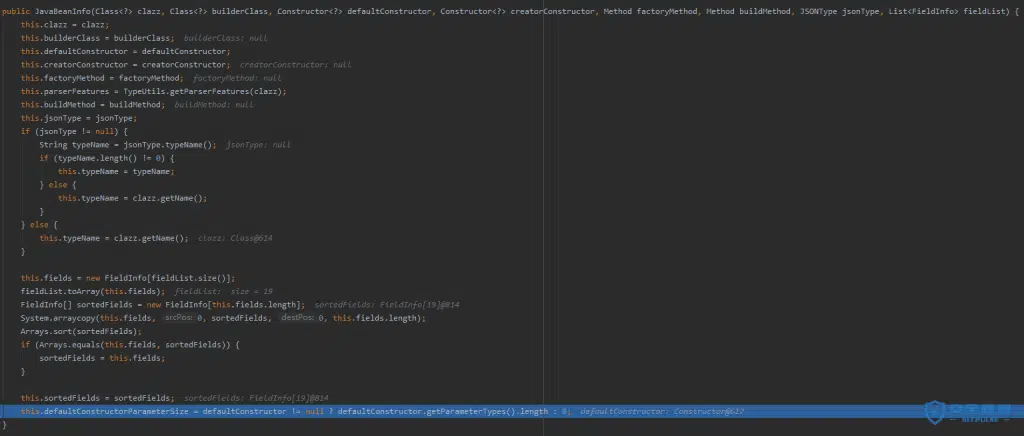 public JavaBeanInfo(Class<?> clazz, Class<?> builderClass, Constructor<?> defaultConstructor, Constructor<?> creatorConstructor, Method factoryMethod, Method buildMethod, JSONType jsonType, List<FieldInfo> fieldList) {
this.clazz = clazz;
this.builderClass = builderClass; builderClass: null
this.defaultConstructor = defaultConstructor;
this.creatorConstructor = creatorConstructor; creatorConstructor: null
this.factoryMethod = factoryMethod; factoryMethod: null
this.parserFeatures = TypeUtils.getParserFeatures(clazz);
this.buildMethod = buildMethod; buildMethod: null
this.jsonType = jsonType;
if (jsonType != null) {
String typeName = jsonType.typeName(); jsonType: null
if (typeName.length() != 0) {
this.typeName = typeName;
} else {
this.typeName = clazz.getName();
}
} else {
this.typeName = clazz.getName(); clazz: Class@614
}
this.fields = new FieldInfo[fieldList.size()];
fieldList.toArray(this.fields); fieldList: size = 19
FieldInfo[] sortedFields = new FieldInfo[this.fields.length]; sortedFields: FieldInfo[19]@814
System.arraycopy(this.fields, srcPos: 0, sortedFields, destPos: 0, this.fields.length);
Arrays.sort(sortedFields);
if (Arrays.equals(this.fields, sortedFields)) {
sortedFields = this.fields;
}
this.sortedFields = sortedFields; sortedFields: FieldInfo[19]@814
this.defaultConstructorParameterSize = defaultConstructor != null ? defaultConstructor.getParameterTypes().length : 0; defaultConstructor: Constructor@617
}